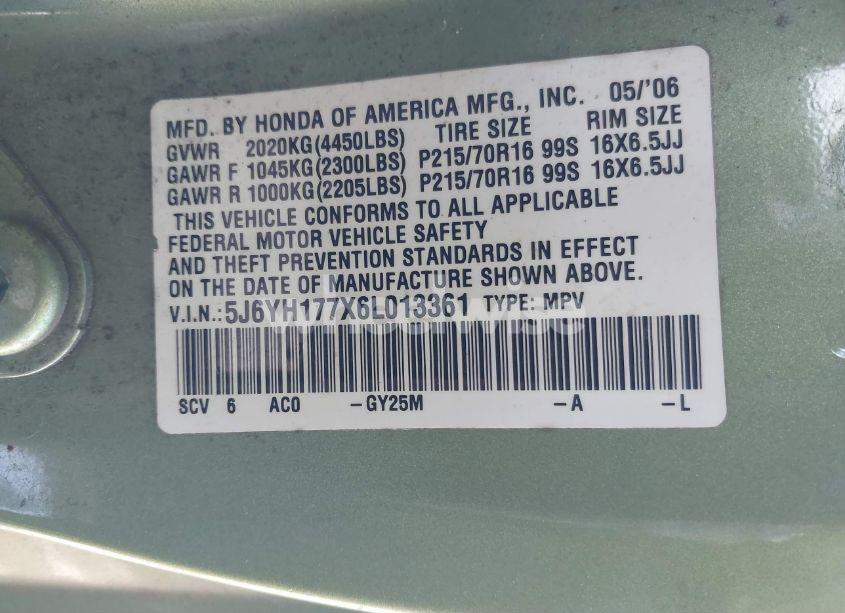 MFD. BY HONDA OF AMERICA MFG., INC. 05/'06
GVWR 2020KG(4450LBS) TIRE SIZE RIM SIZE
GAWR F 1045KG(2300LBS) P215/70R16 99S 16X6.5JJ
GAWR R 1000KG(2205LBS) P215/70R16 99S 16X6.5JJ
THIS VEHICLE CONFORMS TO ALL APPLICABLE
FEDERAL MOTOR VEHICLE SAFETY
AND THEFT PREVENTION STANDARDS IN EFFECT
ON THE DATE OF MANUFACTURE SHOWN ABOVE.
V.I.N.:5J6YH177X6L013361 TYPE: MPV
SCV 6 AC0 -GY25M -A -L